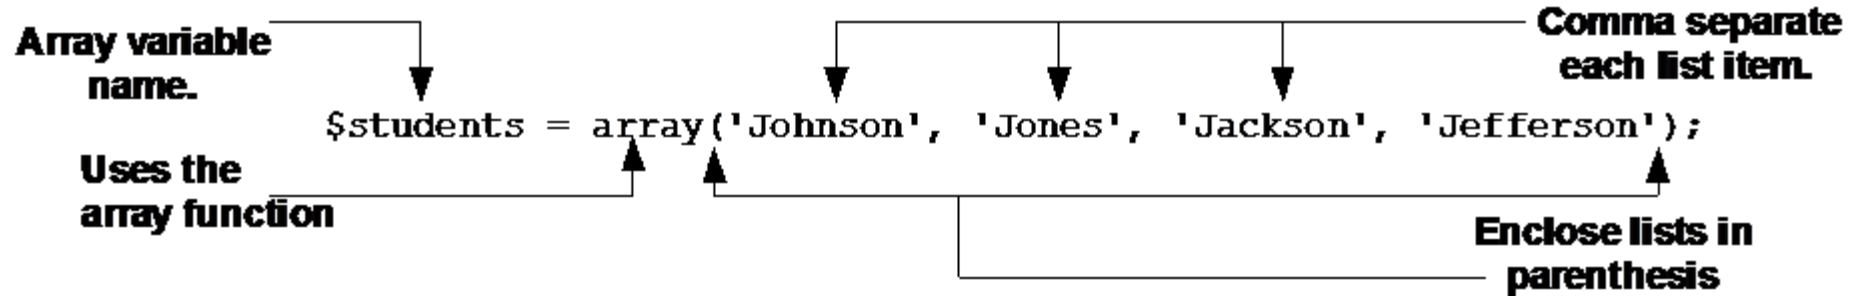 Array variable
name.
Comma separate
each list item.
$students = array('Johnson', 'Jones', 'Jackson', 'Jefferson');
Uses the
array function
Enclose lists in
parenthesis